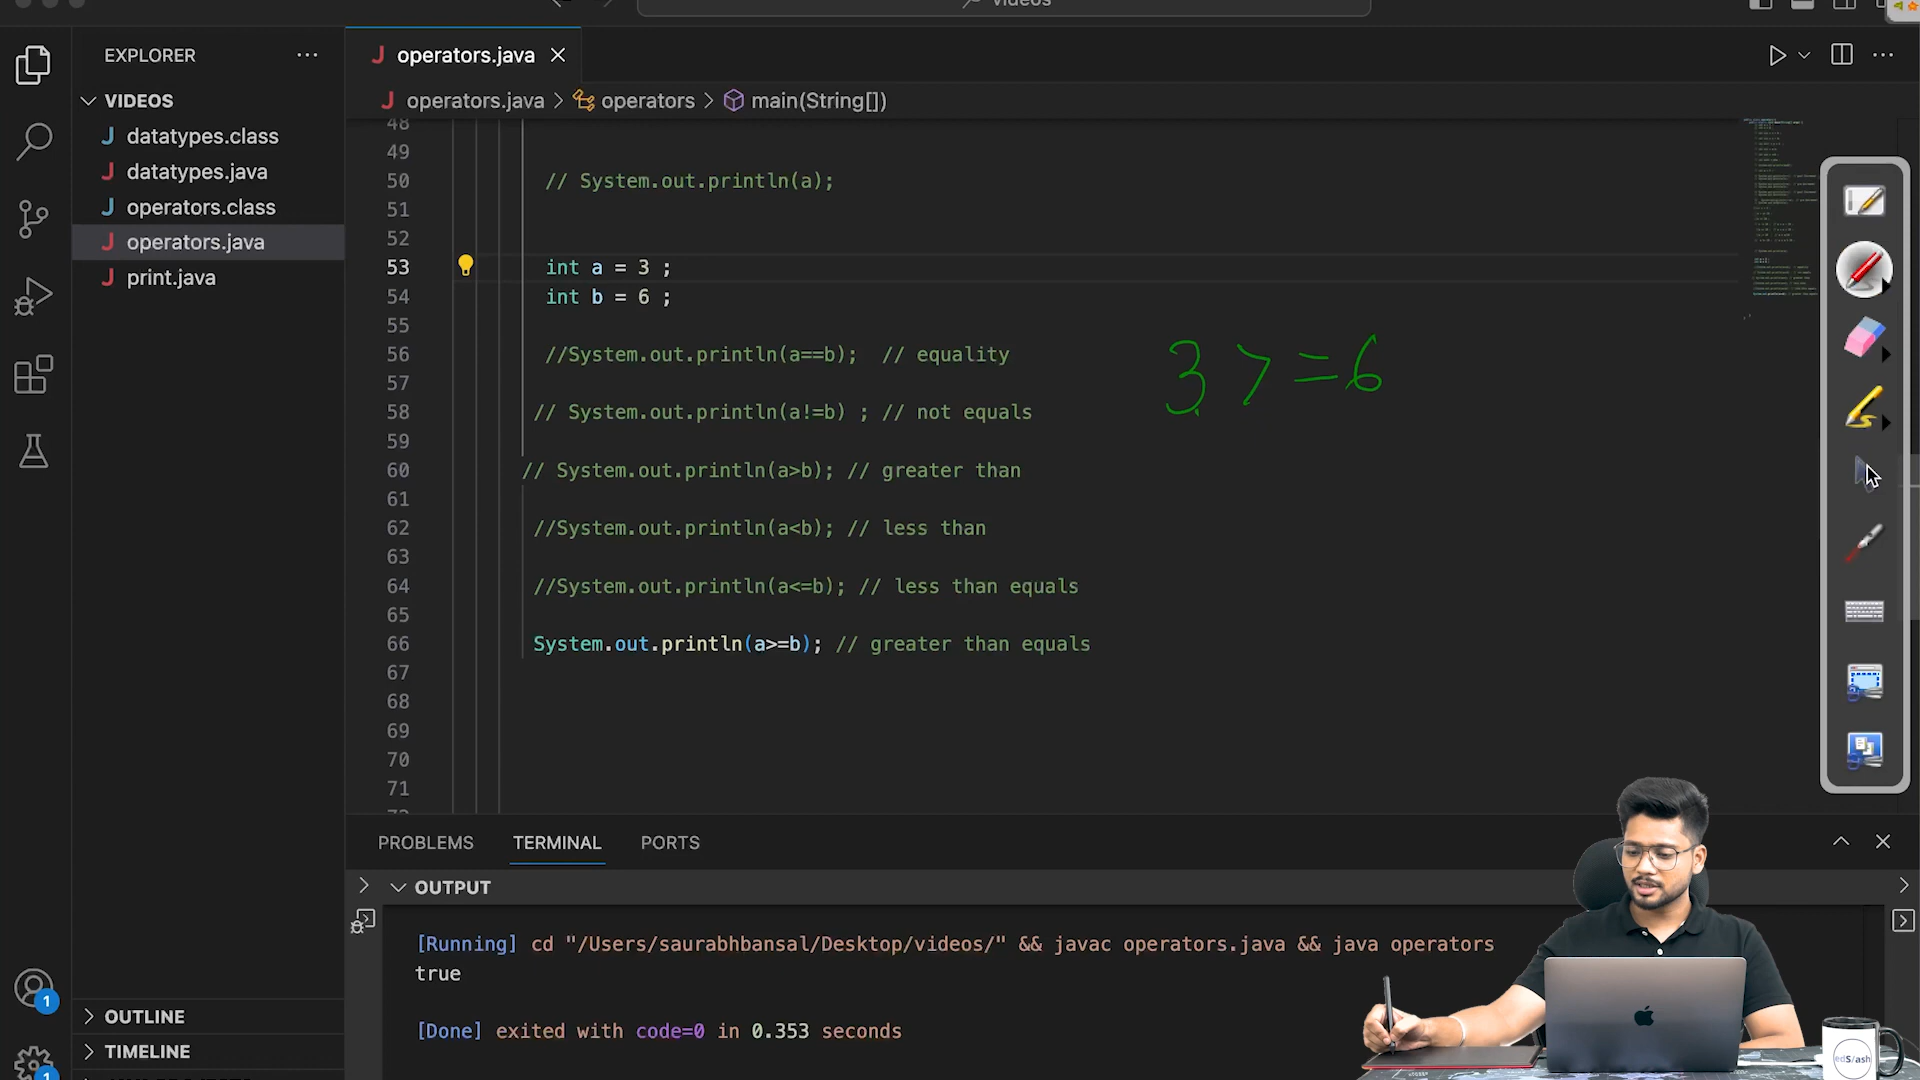 videos
EXPLORER
VIDEOS
datatypes.class
datatypes.java
operators.class
operators.java
print.java
OUTLINE
TIMELINE
1
1
operators.java
operators.java > operators > main(String[])
48
49
50 // System.out.println(a);
51
52
53 int a = 3 ;
54 int b = 6 ;
55
56 //System.out.println(a==b); // equality
57
58 // System.out.println(a!=b) ; // not equals
59
60 // System.out.println(a>b); // greater than
61
62 //System.out.println(a<b); // less than
63
64 //System.out.println(a<=b); // less than equals
65
66 System.out.println(a>=b); // greater than equals
67
68
69
70
71
3 >=6
PROBLEMS TERMINAL PORTS
OUTPUT
[Running] cd "/Users/saurabhbansal/Desktop/videos/" && javac operators.java && java operators
true
[Done] exited with code=0 in 0.353 seconds
edSlash